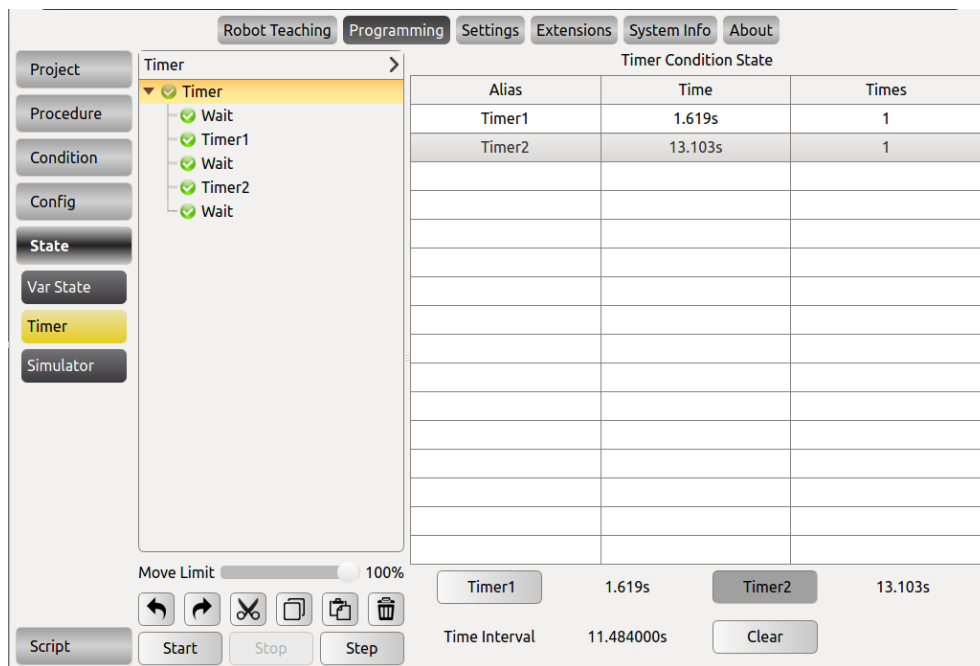 Robot Teaching Programming Settings Extensions System Info About
Project
Procedure
Condition
Config
State
Var State
Timer
Simulator
Script
Timer >
Timer
Wait
Timer1
Wait
Timer2
Wait
Move Limit 100%
Start Stop Step
Timer Condition State
Alias Time Times
Timer1 1.619s 1
Timer2 13.103s 1
Timer1 1.619s Timer2 13.103s
Time Interval 11.484000s Clear